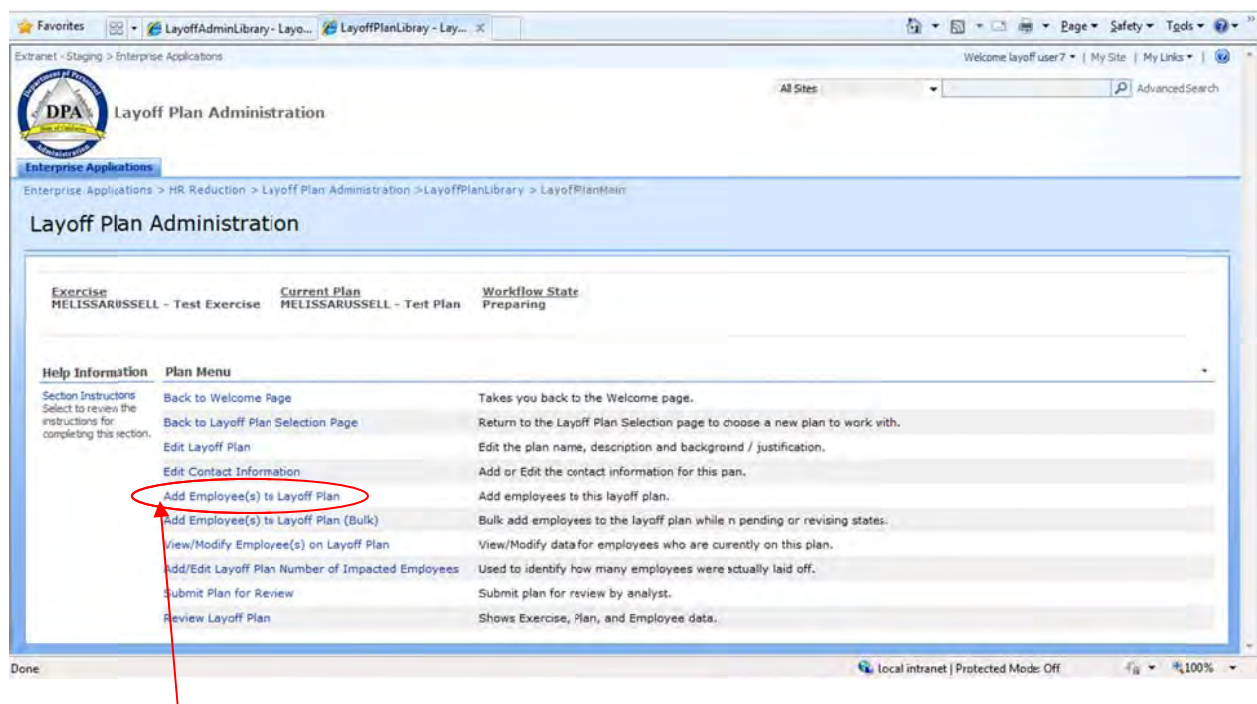 Favorites LayoffAdminLibrary - Layo... LayoffPlanLibray - Lay... Page Safety Tools
Extranet - Staging > Enterprise Applications Welcome layoff user7 | My Site | My Links |
Department of Personnel
DPA
State of California
Administration
Layoff Plan Administration
All Sites Advanced Search
Enterprise Applications
Enterprise Applications > HR Reduction > Layoff Plan Administration >LayoffPlanLibrary > LayoffPlanMain
Layoff Plan Administration
Exercise Current Plan Workflow State
MELISSARUSSELL - Test Exercise MELISSARUSSELL - Test Plan Preparing
Help Information Plan Menu
Section Instructons
Select to review the
instructions for
completing this section.
Back to Welcome Page Takes you back to the Welcome page.
Back to Layoff Plan Selection Page Return to the Layoff Plan Selection page to choose a new plan to work with.
Edit Layoff Plan Edit the plan name, description and background / justification.
Edit Contact Information Add or Edit the contact information for this pan.
Add Employee(s) to Layoff Plan Add employees to this layoff plan.
Add Employee(s) to Layoff Plan (Bulk) Bulk add employees to the layoff plan while n pending or revising states.
View/Modify Employee(s) on Layoff Plan View/Modify data for employees who are currently on this plan.
Add/Edit Layoff Plan Number of Impacted Employees Used to identify how many employees were actually laid off.
Submit Plan for Review Submit plan for review by analyst.
Review Layoff Plan Shows Exercise, Plan, and Employee data.
Done Local intranet | Protected Mode: Off 100%